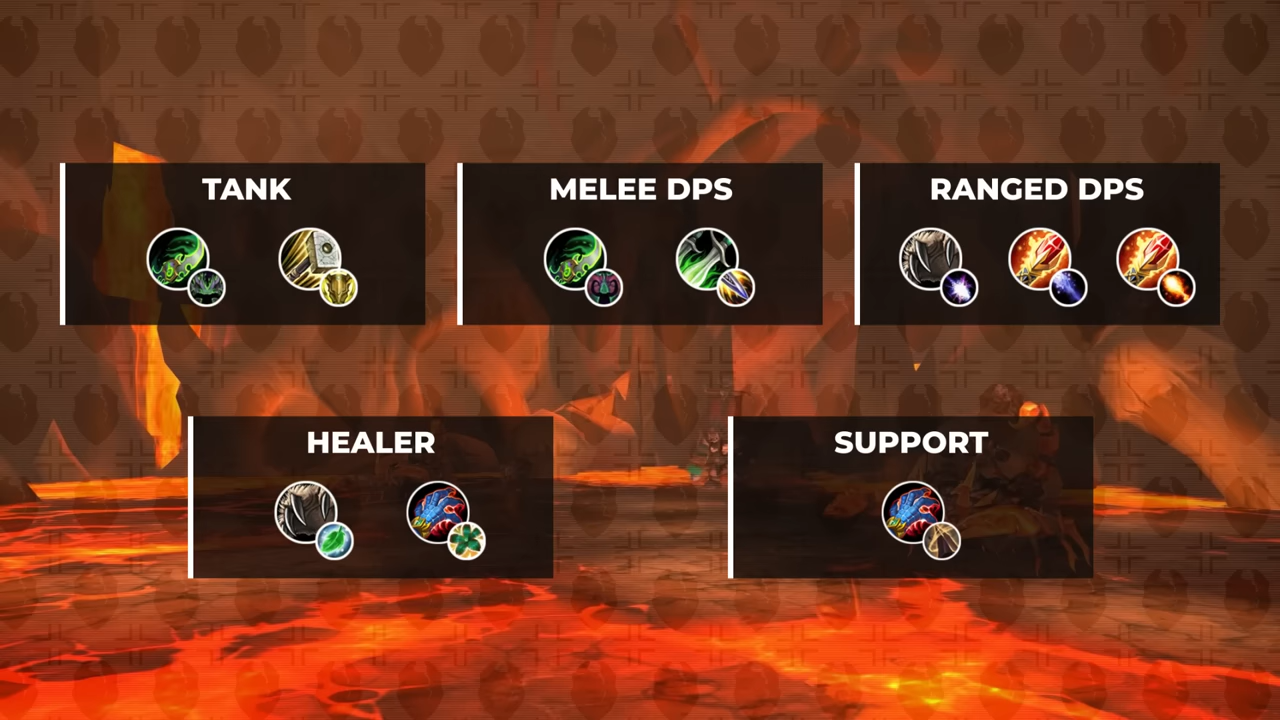 TANK
MELEE DPS
RANGED DPS
HEALER
SUPPORT